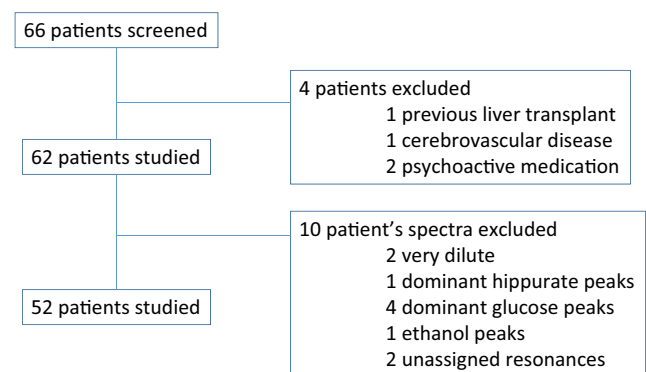 66 patients screened
4 patients excluded
1 previous liver transplant
1 cerebrovascular disease
2 psychoactive medication
62 patients studied
10 patient's spectra excluded
2 very dilute
1 dominant hippurate peaks
4 dominant glucose peaks
1 ethanol peaks
2 unassigned resonances
52 patients studied